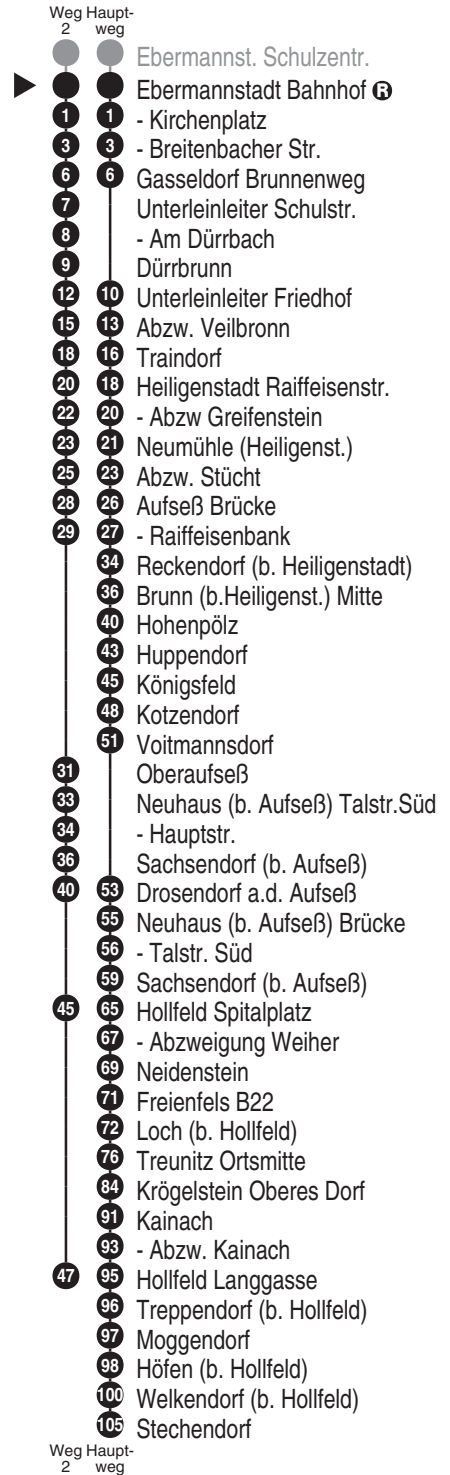 Weg Haupt-
2 weg
Ebermannst. Schulzentr.
Ebermannstadt Bahnhof R
1 1 - Kirchenplatz
3 3 - Breitenbacher Str.
6 6 Gasseldorf Brunnenweg
7 Unterleinleiter Schulstr.
8 - Am Dürrbach
9 Dürrbrunn
12 10 Unterleinleiter Friedhof
15 13 Abzw. Veilbronn
18 16 Traindorf
20 18 Heiligenstadt Raiffeisenstr.
22 20 - Abzw Greifenstein
23 21 Neumühle (Heiligenst.)
25 23 Abzw. Stücht
28 26 Aufseß Brücke
29 27 - Raiffeisenbank
34 Reckendorf (b. Heiligenstadt)
36 Brunn (b.Heiligenst.) Mitte
40 Hohenpölz
43 Huppendorf
45 Königsfeld
48 Kotzendorf
51 Voitmannsdorf
31 Oberaufseß
33 Neuhaus (b. Aufseß) Talstr.Süd
34 - Hauptstr.
36 Sachsendorf (b. Aufseß)
40 53 Drosendorf a.d. Aufseß
55 Neuhaus (b. Aufseß) Brücke
56 - Talstr. Süd
59 Sachsendorf (b. Aufseß)
45 65 Hollfeld Spitalplatz
67 - Abzweigung Weiher
69 Neidenstein
71 Freienfels B22
72 Loch (b. Hollfeld)
76 Treunitz Ortsmitte
84 Krögelstein Oberes Dorf
91 Kainach
93 - Abzw. Kainach
47 95 Hollfeld Langgasse
96 Treppendorf (b. Hollfeld)
97 Moggendorf
98 Höfen (b. Hollfeld)
100 Welkendorf (b. Hollfeld)
105 Stechendorf
Weg Haupt-
2 weg